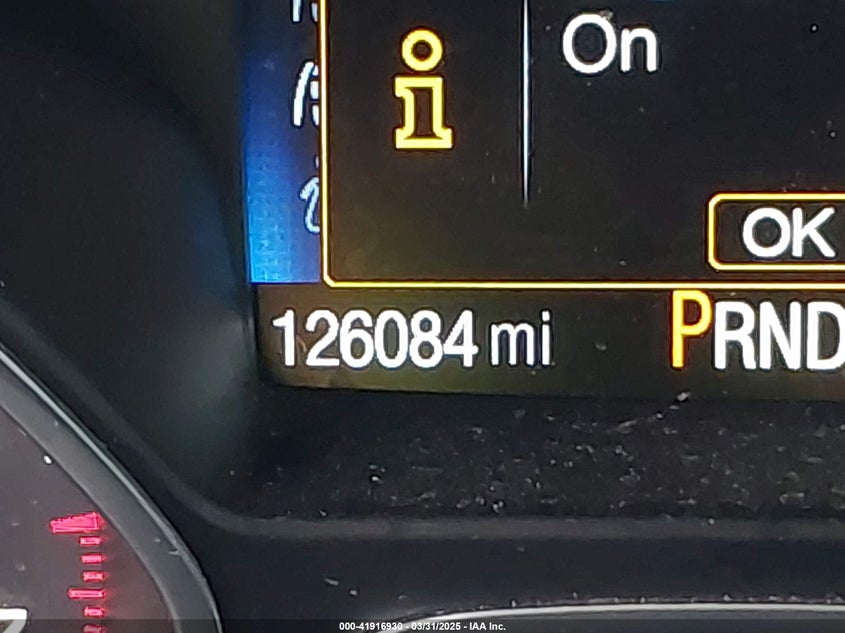 On
OK
126084 mi
PRND
000-41916930 - 03/31/2025 - IAA Inc.